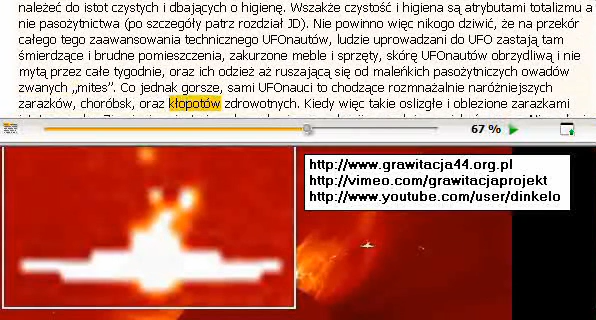 należeć do istot czystych i dbających o higienę. Wszakże czystość i higiena są atrybutami totalizmu a
nie pasożytnictwa (po szczegóły patrz rozdział JD). Nie powinno więc nikogo dziwić, że na przekór
całego tego zaawansowania technicznego UFOnautów, ludzie uprowadzani do UFO zastają tam
śmierdzące i brudne pomieszczenia, zakurzone meble i sprzęty, skórę UFOnautów obrzydliwą i nie
mytą przez całe tygodnie, oraz ich odzież aż ruszającą się od maleńkich pasożytniczych owadów
zwanych „mites”. Co jednak gorsze, sami UFOnauci to chodzące rozmnażalnie naróżniejszych
zarazków, choróbsk, oraz kłopotów zdrowotnych. Kiedy więc takie oslizgłe i oblezione zarazkami
67 %
http://www.grawitacja44.org.pl
http://vimeo.com/grawitacjaprojekt
http://www.youtube.com/user/dinkelo